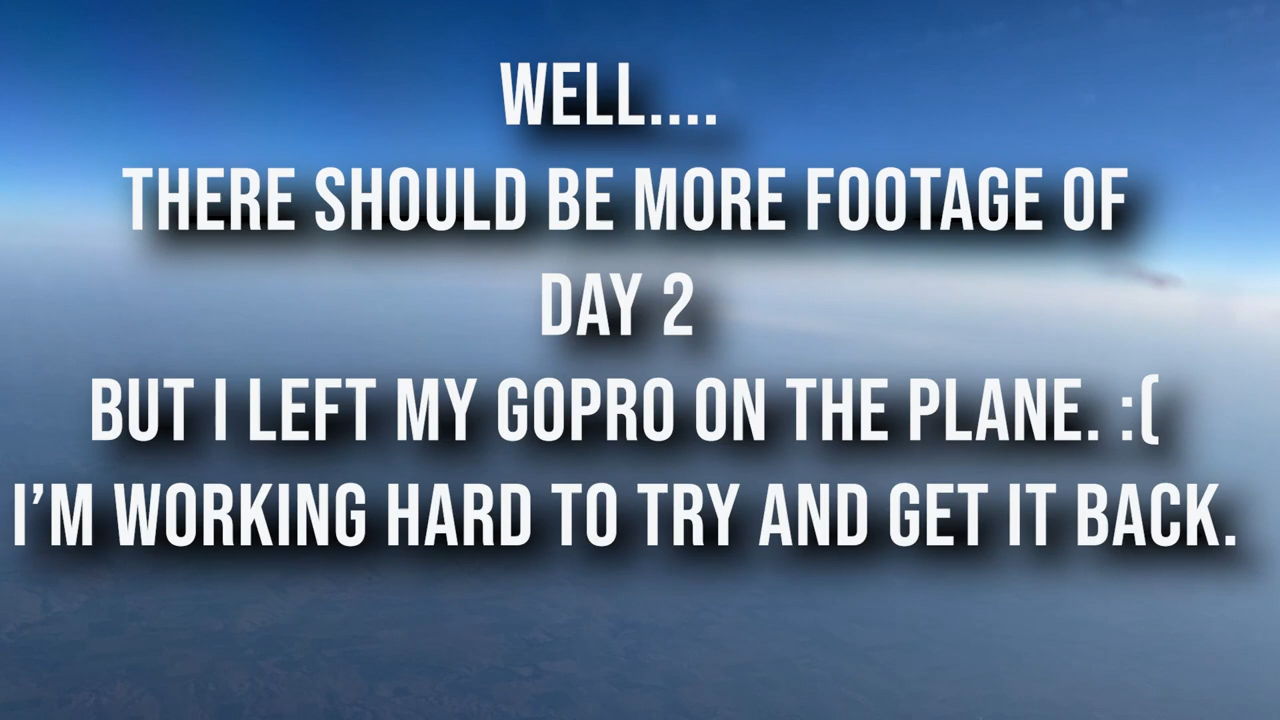 WELL....
THERE SHOULD BE MORE FOOTAGE OF
DAY 2
BUT I LEFT MY GOPRO ON THE PLANE. :(
I’M WORKING HARD TO TRY AND GET IT BACK.